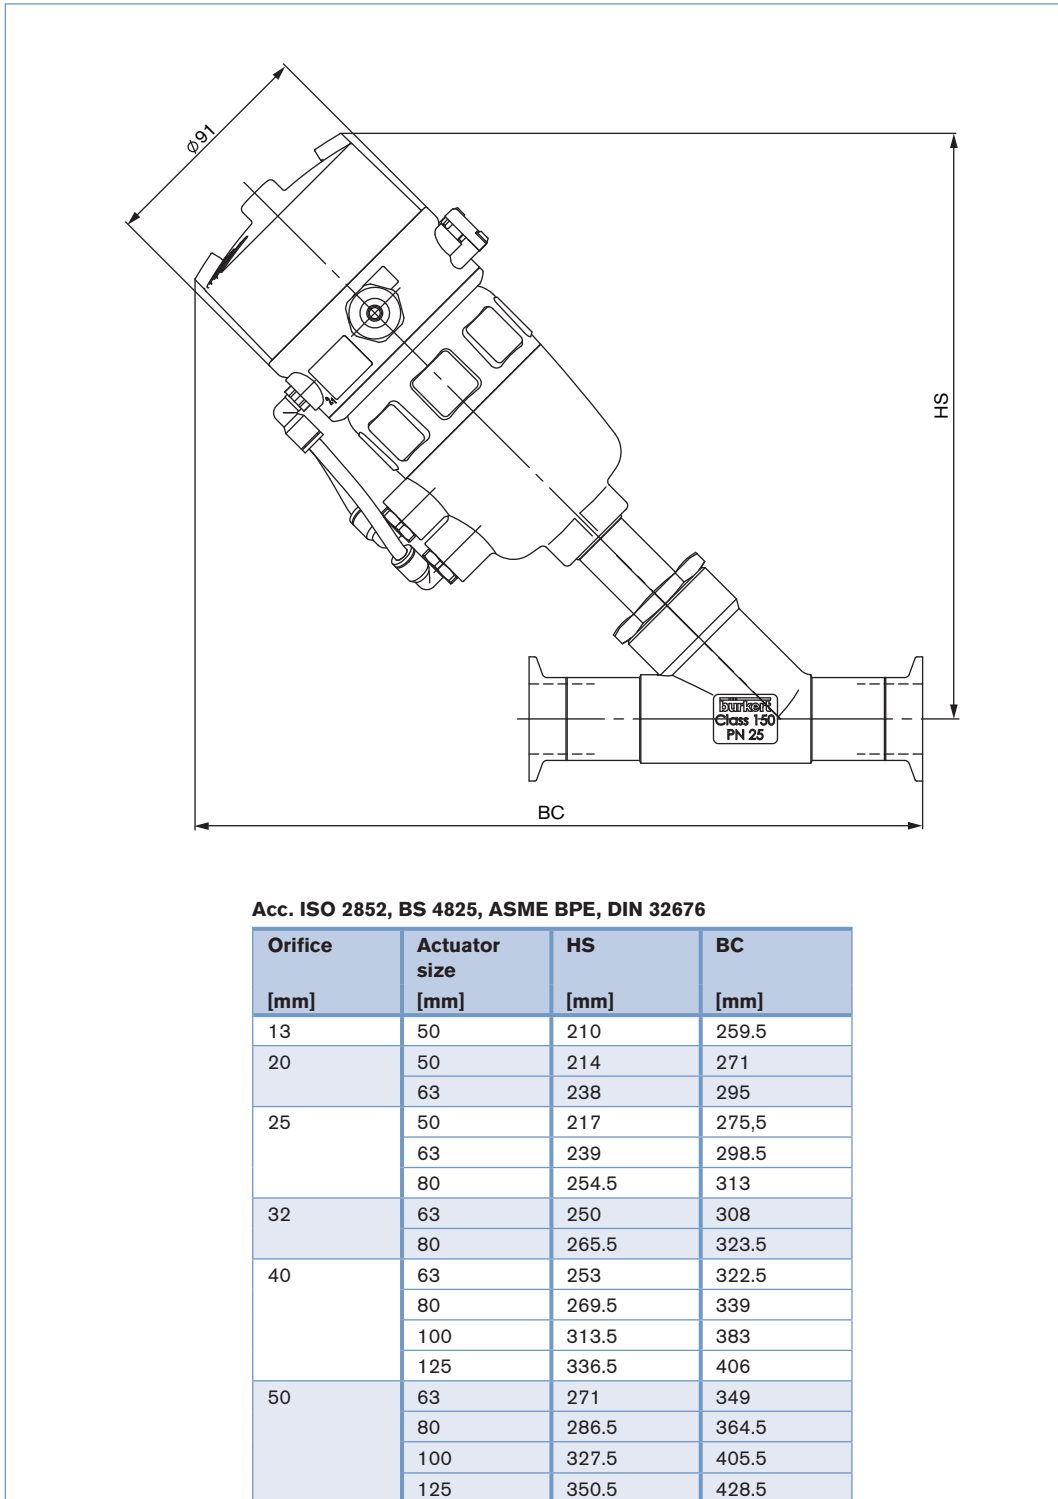 ϕ91
HS
bürkert
Class 150
PN 25
BC
Acc. ISO 2852, BS 4825, ASME BPE, DIN 32676
Orifice Actuator size HS BC
[mm] [mm] [mm] [mm]
13 50 210 259.5
20 50 214 271
63 238 295
25 50 217 275,5
63 239 298.5
80 254.5 313
32 63 250 308
80 265.5 323.5
40 63 253 322.5
80 269.5 339
100 313.5 383
125 336.5 406
50 63 271 349
80 286.5 364.5
100 327.5 405.5
125 350.5 428.5